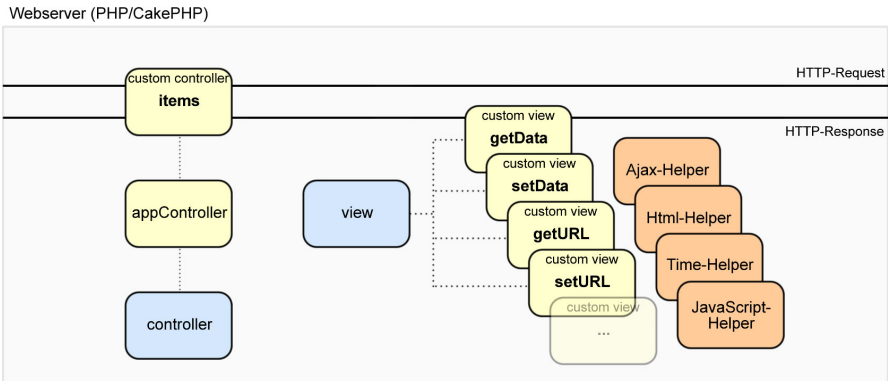 Webserver (PHP/CakePHP)
HTTP-Request
custom controller
items
HTTP-Response
custom view
getData
custom view
setData
custom view
getURL
custom view
setURL
custom view
...
Ajax-Helper
Html-Helper
Time-Helper
JavaScript-
Helper
appController
view
controller